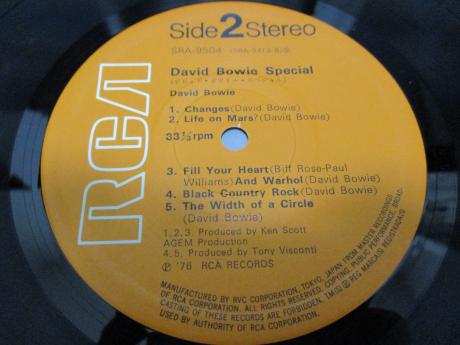 Side 2 Stereo
SRA-9504
RCA
David Bowie Special
David Bowie
1. Changes (David Bowie)
2. Life on Mars? (David Bowie)
33⅓ rpm
3. Fill Your Heart (Biff Rose-Paul
Williams) And Warhol (David Bowie)
4. Black Country Rock (David Bowie)
5. The Width of a Circle
(David Bowie)
1, 2, 3. Produced by Ken Scott
AGEM Production
4, 5. Produced by Tony Visconti
℗ '76 RCA RECORDS
MANUFACTURED BY RVC CORPORATION, TOKYO, JAPAN FROM MASTER RECORDINGS
OF RCA CORPORATION. ALL RIGHTS RESERVED. COPYING, PUBLIC PERFORMANCE, BROAD-
CASTING OF THESE RECORDS ARE FORBIDDEN. TM(S) ® REG. MARCA(S) REGISTRADA(S)
USED BY AUTHORITY OF RCA CORP.